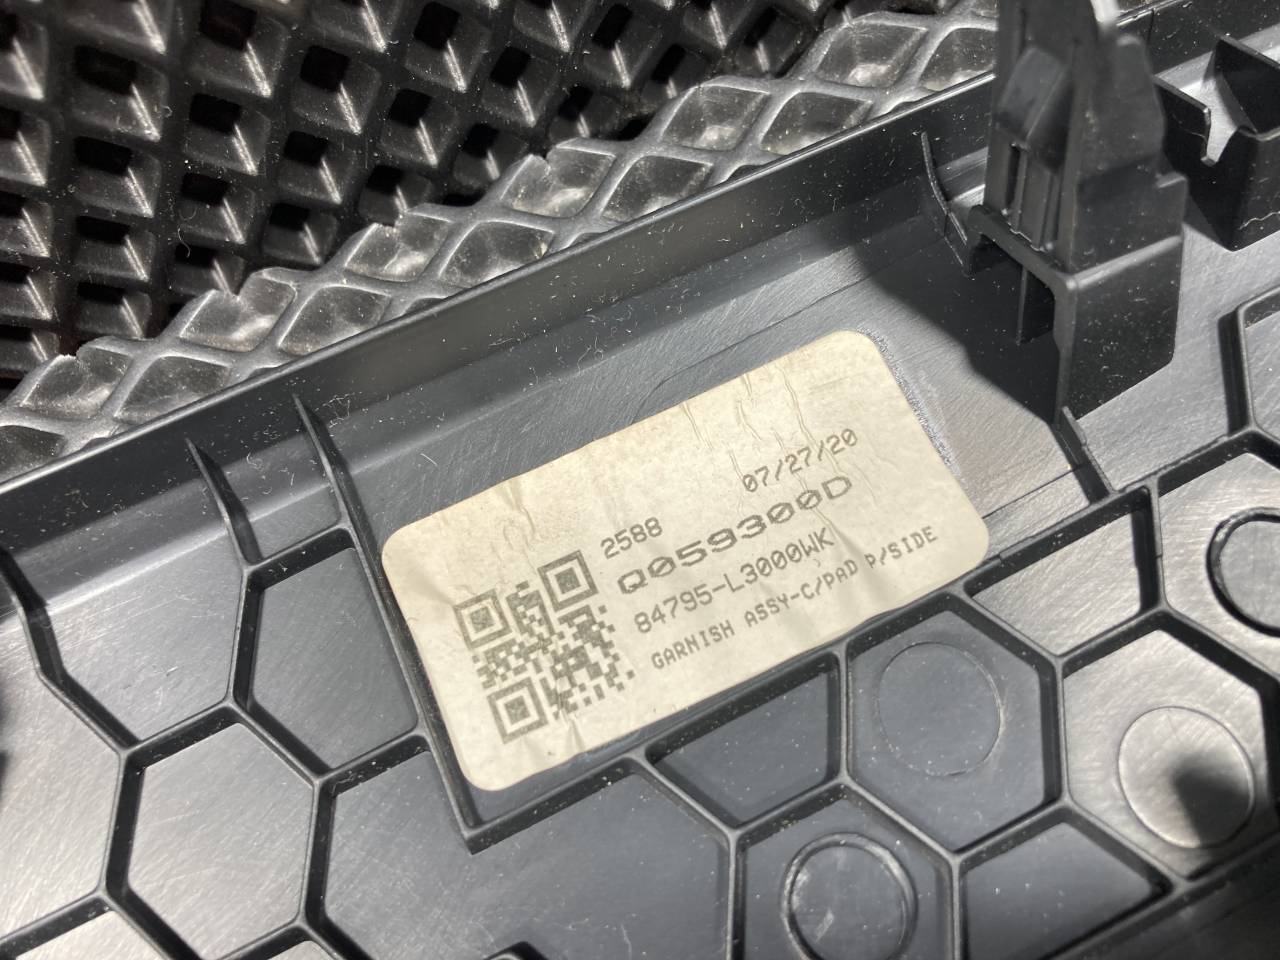 07/27/20
2588
Q059300D
84795-L3000WK
GARNISH ASSY-C/PAD P/SIDE